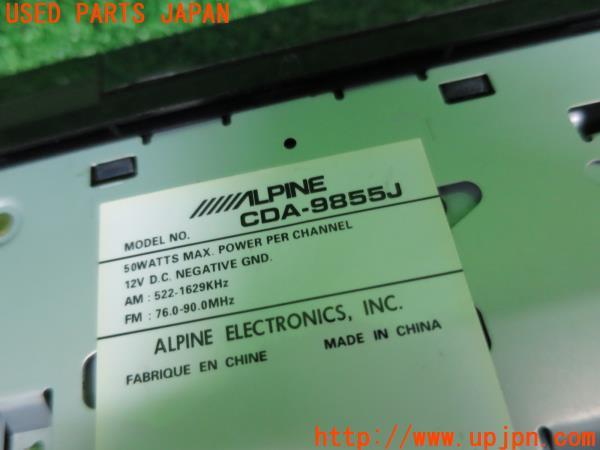 USED PARTS JAPAN
ALPINE
MODEL NO. CDA-9855J
50WATTS MAX. POWER PER CHANNEL
12V D.C. NEGATIVE GND.
AM : 522-1629KHz
FM : 76.0-90.0MHz
ALPINE ELECTRONICS, INC.
FABRIQUE EN CHINE MADE IN CHINA
https://www.upjpn.com